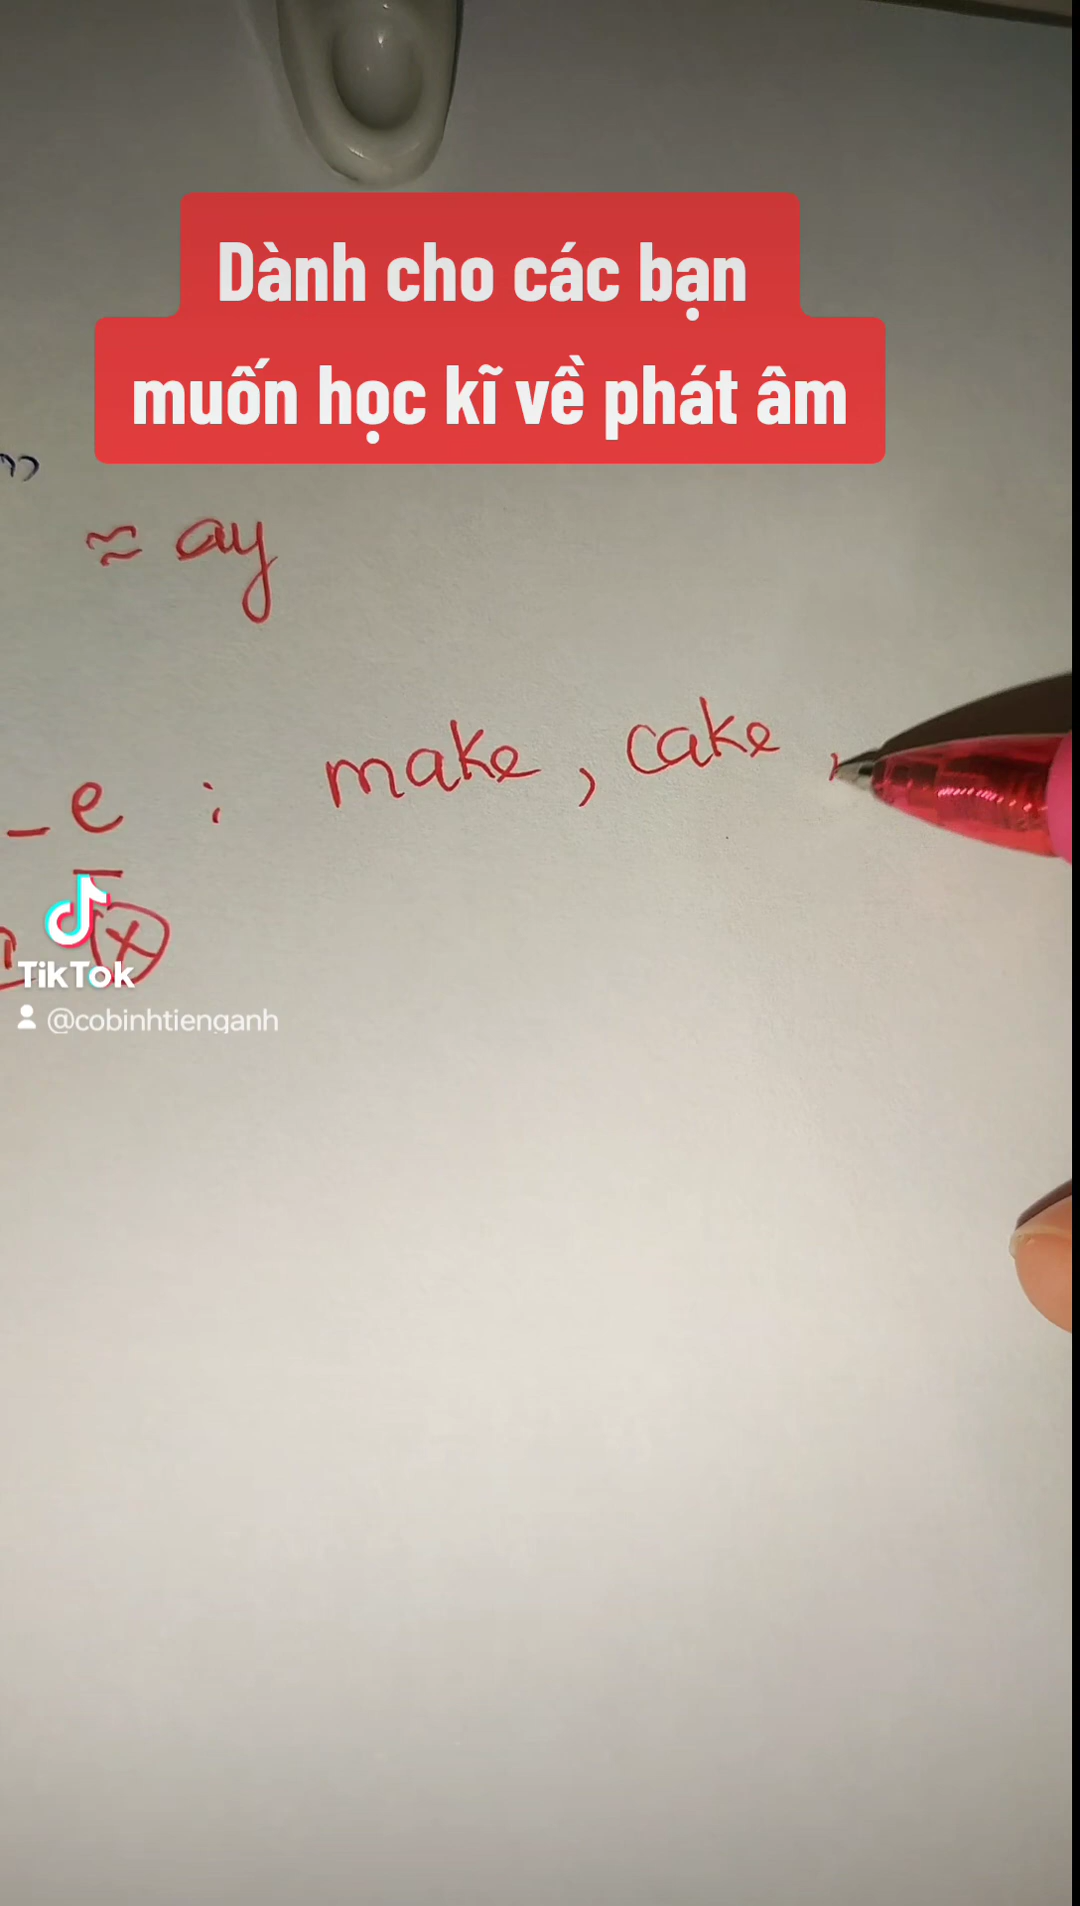 Dành cho các bạn
muốn học kĩ về phát âm
≈ ay
_ e : make, cake,
TikTok
@cobinhtienganh